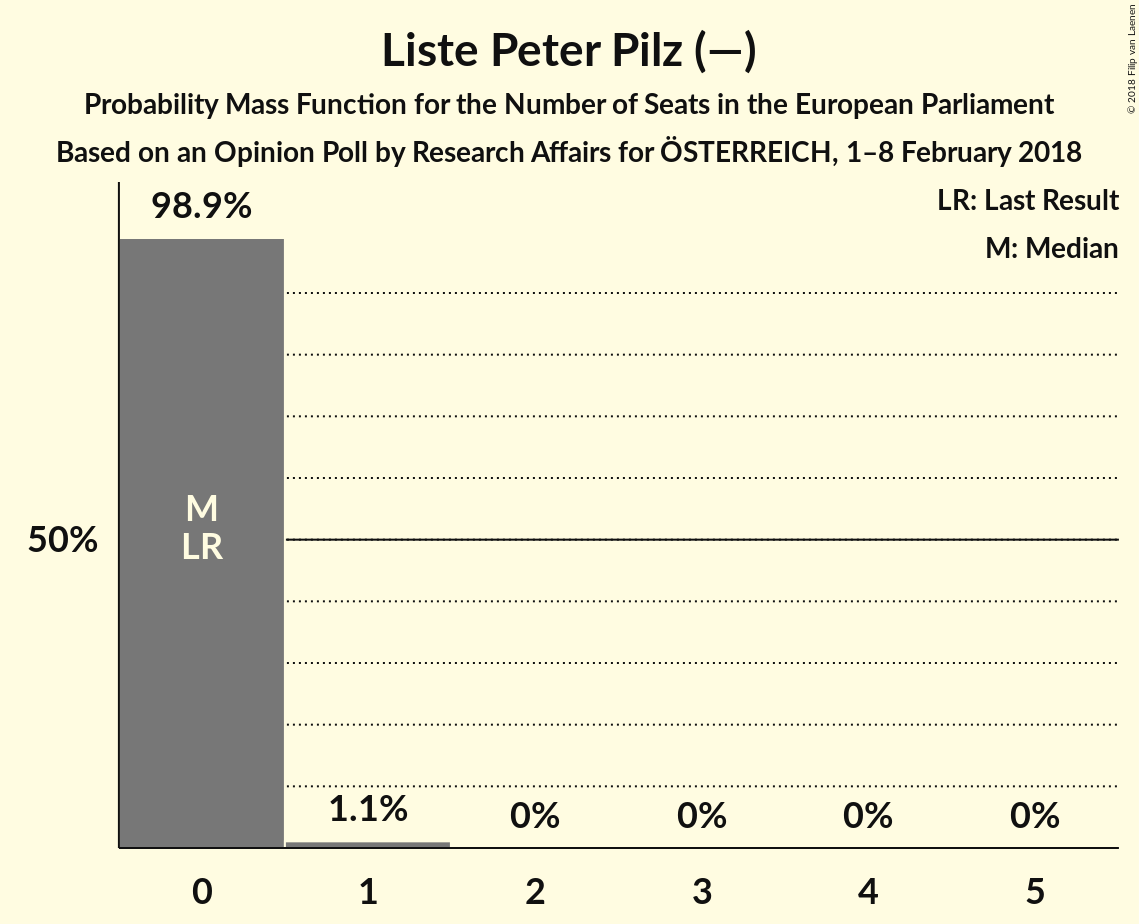 Liste Peter Pilz (—)
Probability Mass Function for the Number of Seats in the European Parliament
Based on an Opinion Poll by Research Affairs for ÖSTERREICH, 1–8 February 2018
© 2018 Filip van Laenen
LR: Last Result
M: Median
98.9%
M
LR
50%
1.1%
0%
0%
0%
0%
0
1
2
3
4
5